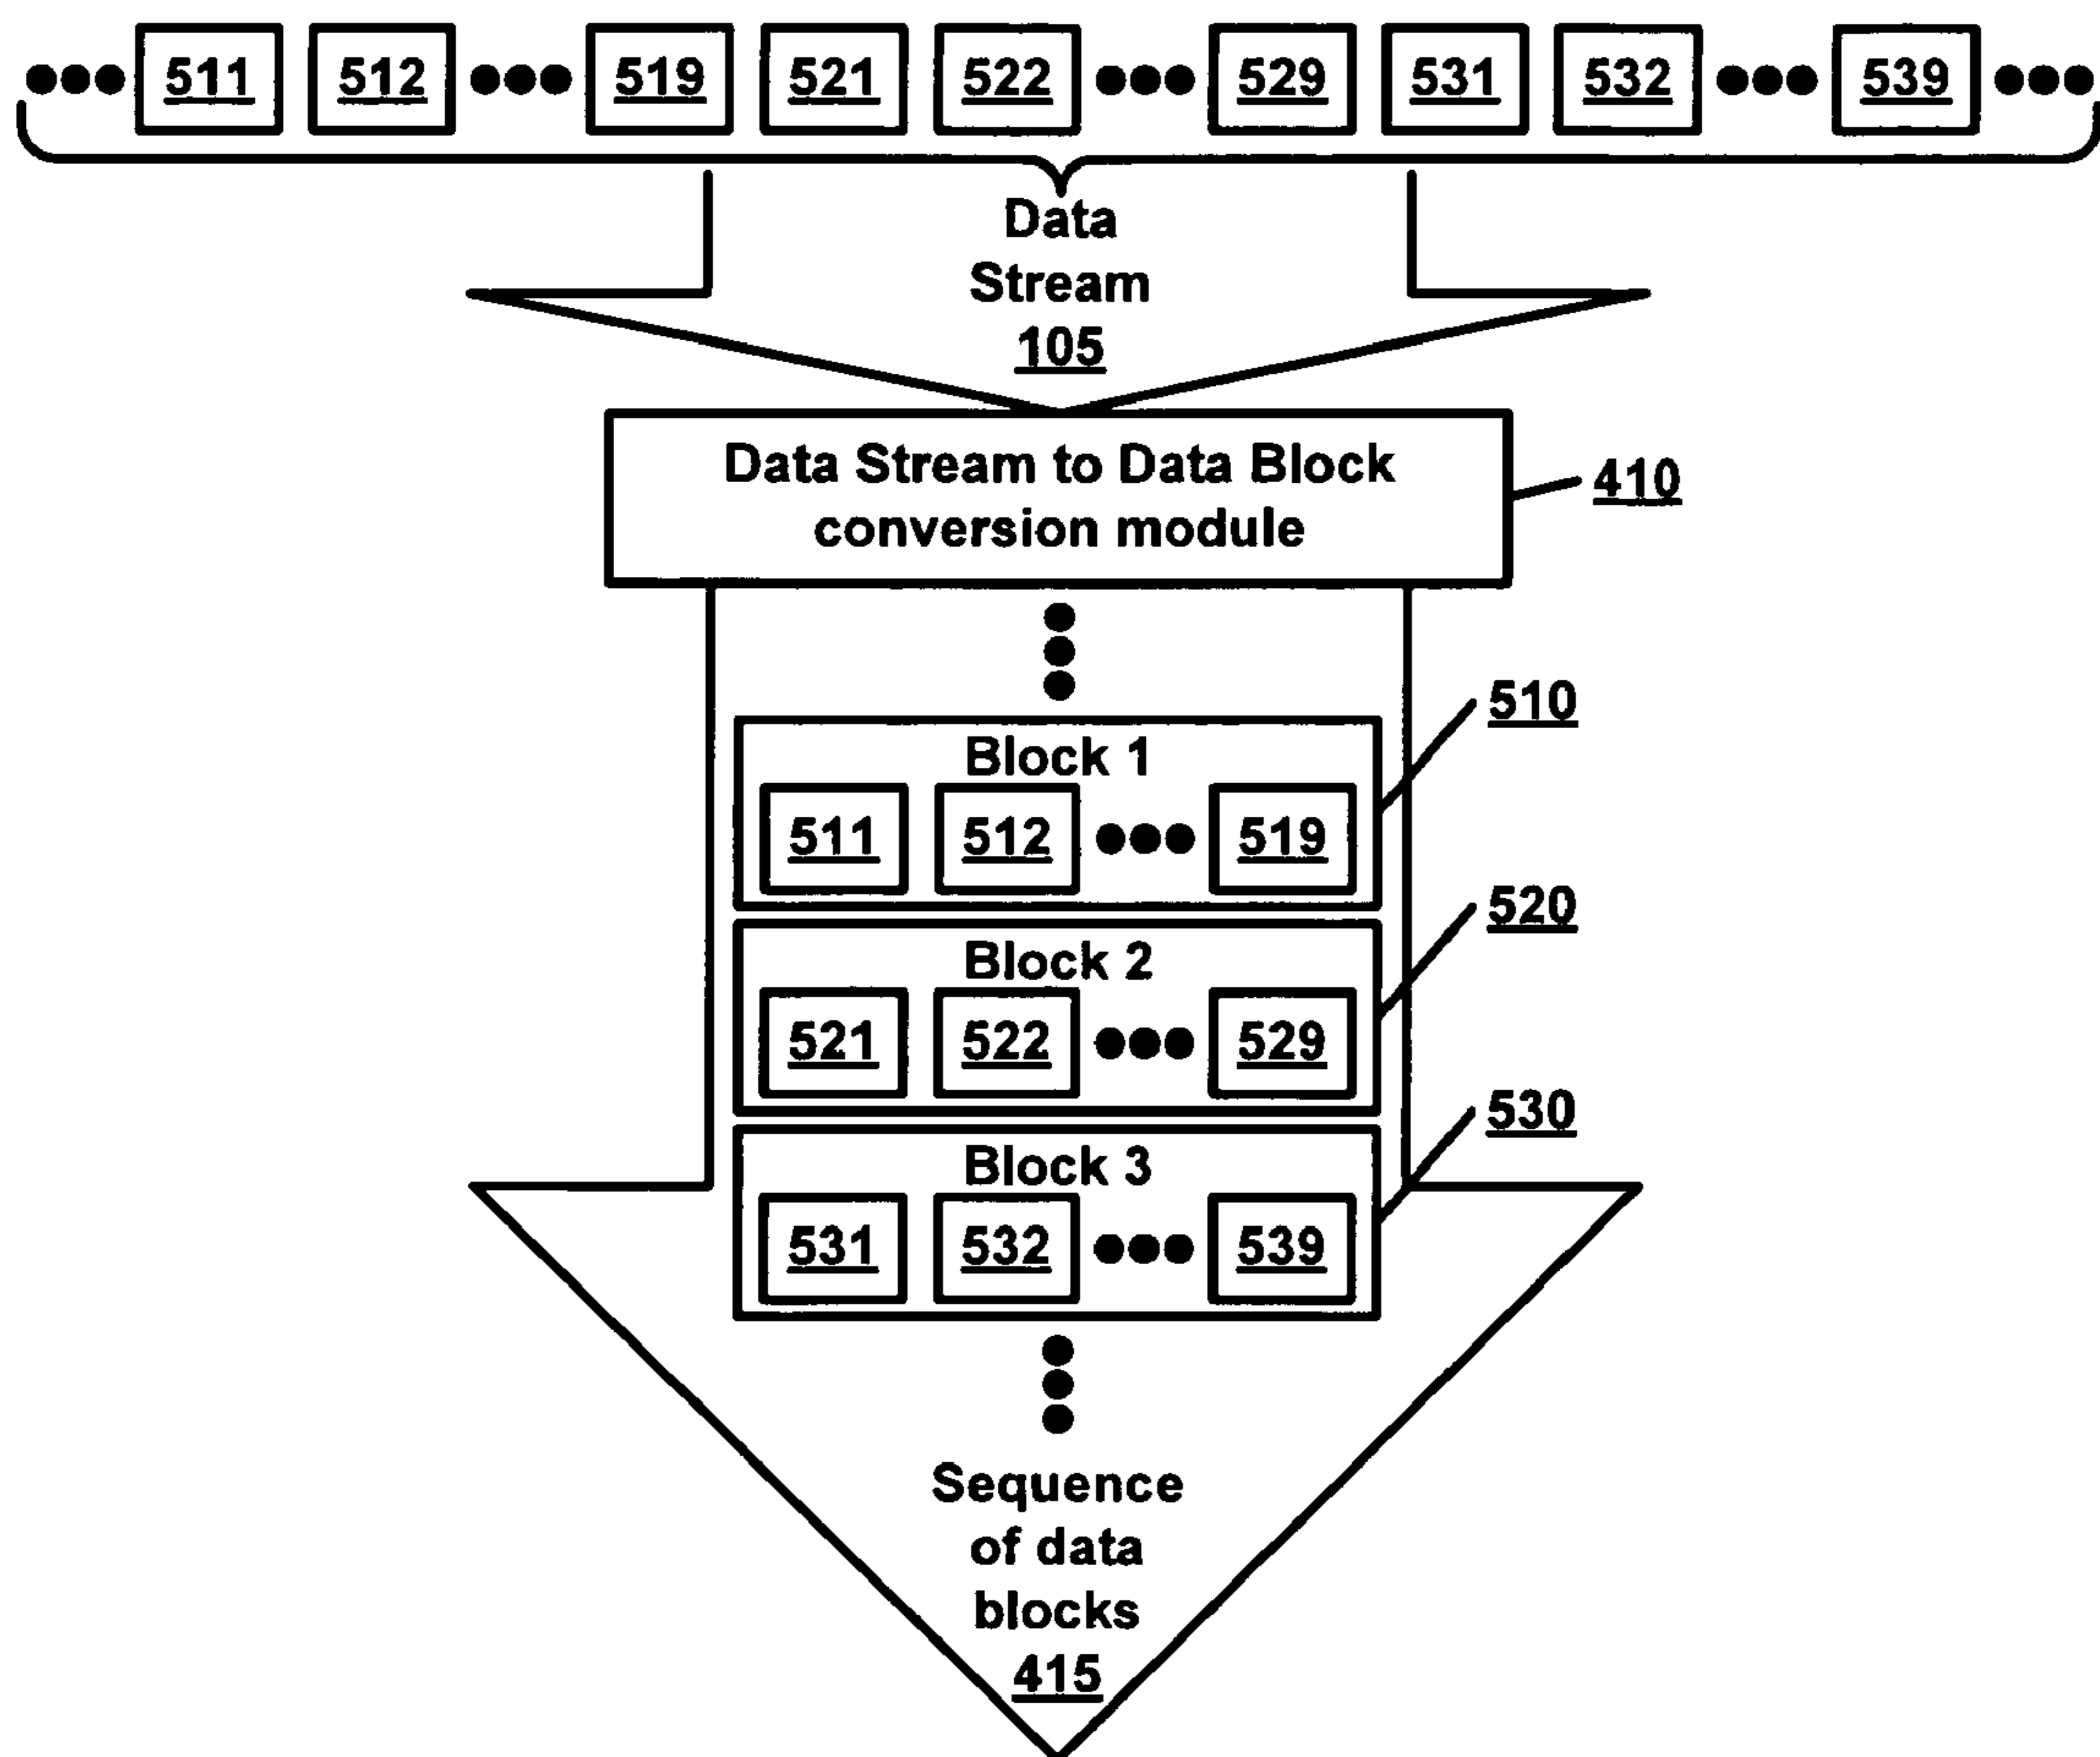 511 512 519 521 522 529 531 532 539
Data
Stream
105
Data Stream to Data Block
conversion module
410
510
Block 1
511 512 519
520
Block 2
521 522 529
530
Block 3
531 532 539
Sequence
of data
blocks
415